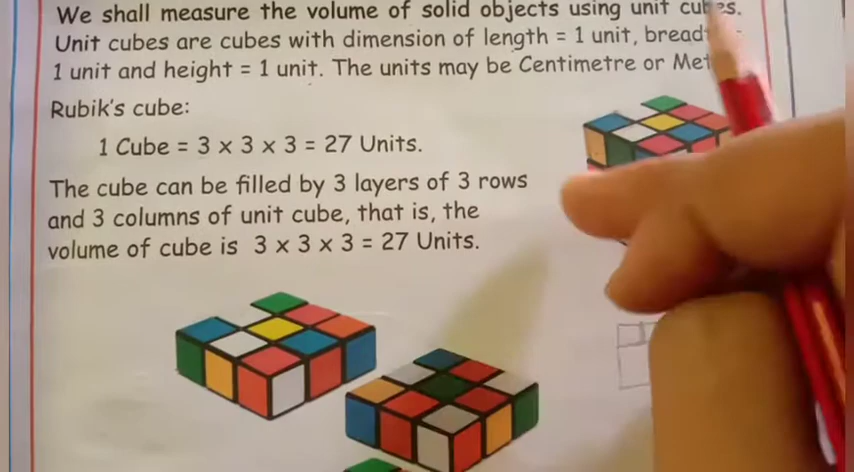 We shall measure the volume of solid objects using unit cubes.
Unit cubes are cubes with dimension of length = 1 unit,
1 unit and height = 1 unit. The units may be Centimetre or
Rubik's cube:
1 Cube = 3 x 3 x 3 = 27 Units.
The cube can be filled by 3 layers of 3 rows
and 3 columns of unit cube, that is, the
volume of cube is 3 x 3 x 3 = 27 Units.